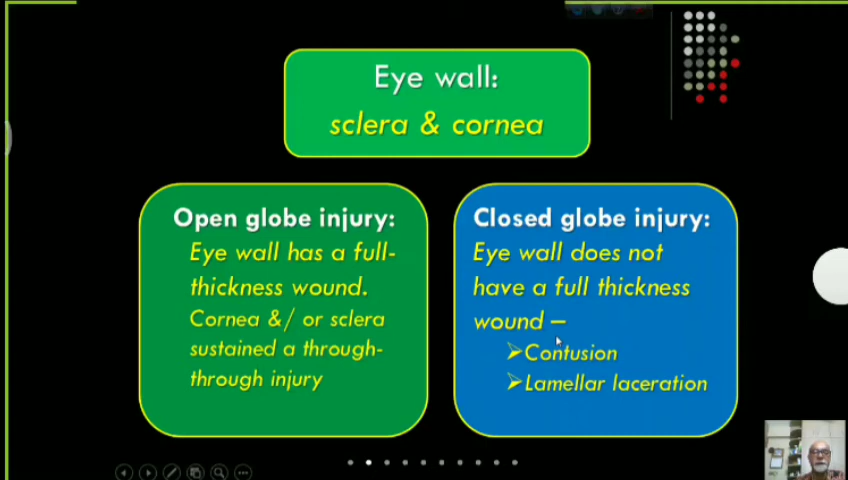 Eye wall:
sclera & cornea
Open globe injury:
Eye wall has a full-
thickness wound.
Cornea &/ or sclera
sustained a through-
through injury
Closed globe injury:
Eye wall does not
have a full thickness
wound –
➢Contusion
➢Lamellar laceration